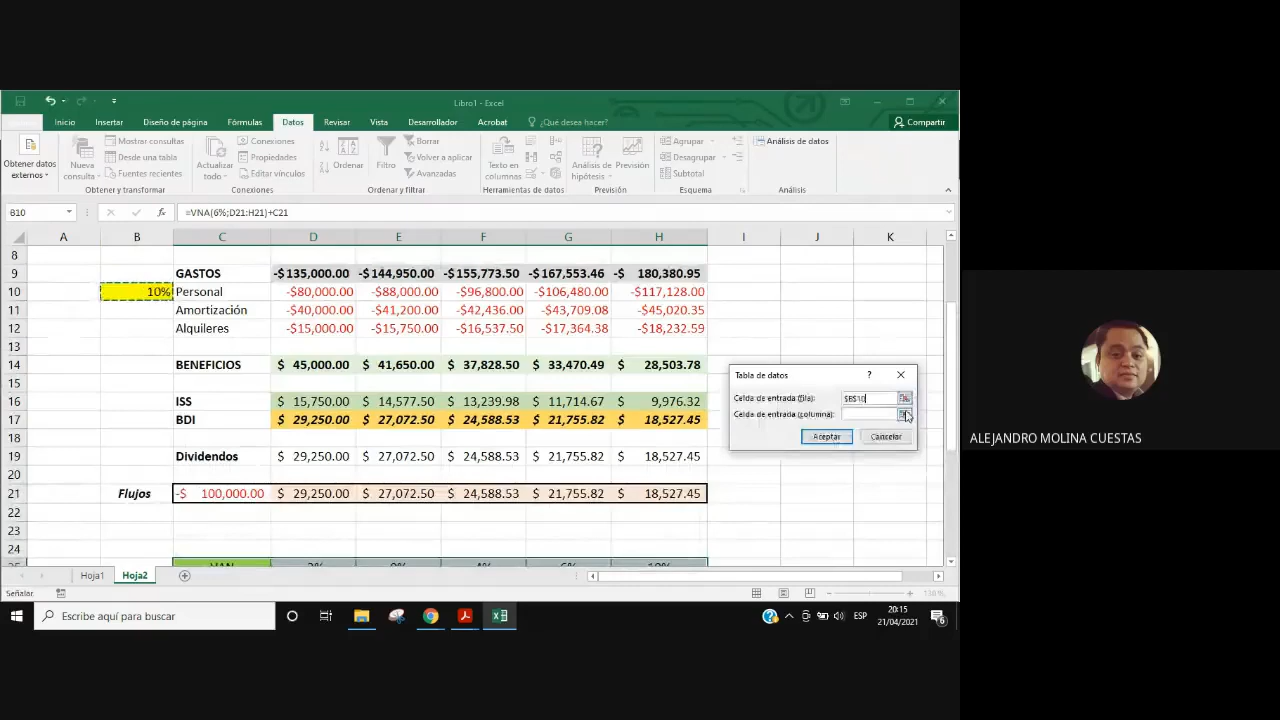 Libro1 - Excel
Inicio Insertar Diseño de página Fórmulas Datos Revisar Vista Desarrollador Acrobat ¿Qué desea hacer? Compartir
Obtener datos externos
Nueva consulta
Mostrar consultas
Desde una tabla
Fuentes recientes
Obtener y transformar
Actualizar todo
Conexiones
Propiedades
Editar vínculos
Conexiones
Ordenar
Filtro
Borrar
Volver a aplicar
Avanzadas
Ordenar y filtrar
Texto en columnas
Herramientas de datos
Análisis de hipótesis
Previsión
Previsión
Agrupar
Desagrupar
Subtotal
Esquema
Análisis de datos
Análisis
B10 =VNA(6%;D21:H21)+C21
A B C D E F G H I J K
8
9 GASTOS -$135,000.00 -$144,950.00 -$155,773.50 -$167,553.46 -$ 180,380.95
10 10% Personal -$80,000.00 -$88,000.00 -$96,800.00 -$106,480.00 -$117,128.00
11 Amortización -$40,000.00 -$41,200.00 -$42,436.00 -$43,709.08 -$45,020.35
12 Alquileres -$15,000.00 -$15,750.00 -$16,537.50 -$17,364.38 -$18,232.59
13
14 BENEFICIOS $ 45,000.00 $ 41,650.00 $ 37,828.50 $ 33,470.49 $ 28,503.78
15
16 ISS $ 15,750.00 $ 14,577.50 $ 13,239.98 $ 11,714.67 $ 9,976.32
17 BDI $ 29,250.00 $ 27,072.50 $ 24,588.53 $ 21,755.82 $ 18,527.45
18
19 Dividendos $ 29,250.00 $ 27,072.50 $ 24,588.53 $ 21,755.82 $ 18,527.45
20
21 Flujos -$ 100,000.00 $ 29,250.00 $ 27,072.50 $ 24,588.53 $ 21,755.82 $ 18,527.45
22
23
24
Tabla de datos ?
Celda de entrada (fila): $B$10
Celda de entrada (columna):
Aceptar Cancelar
Hoja1 Hoja2
Señalar
Escribe aquí para buscar
ESP
20:15
21/04/2021
6
ALEJANDRO MOLINA CUESTAS